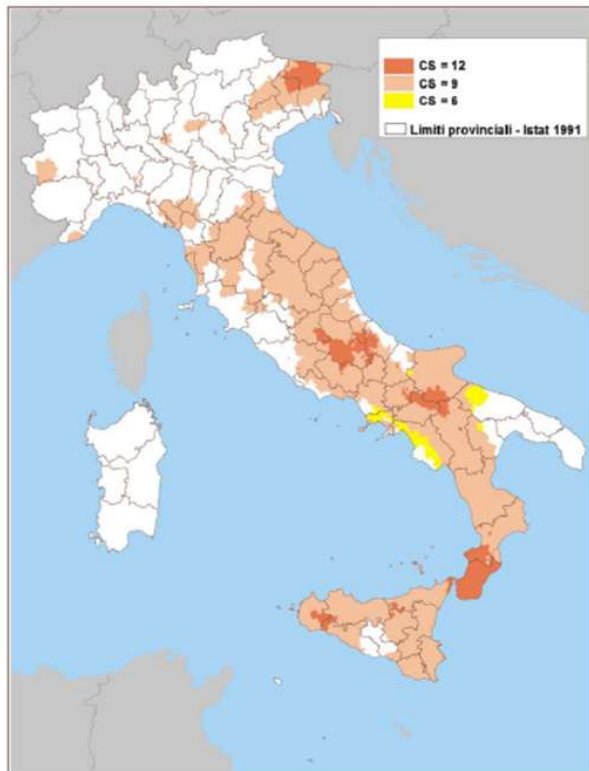 CS = 12
CS = 9
CS = 6
Limiti provinciali - Istat 1991